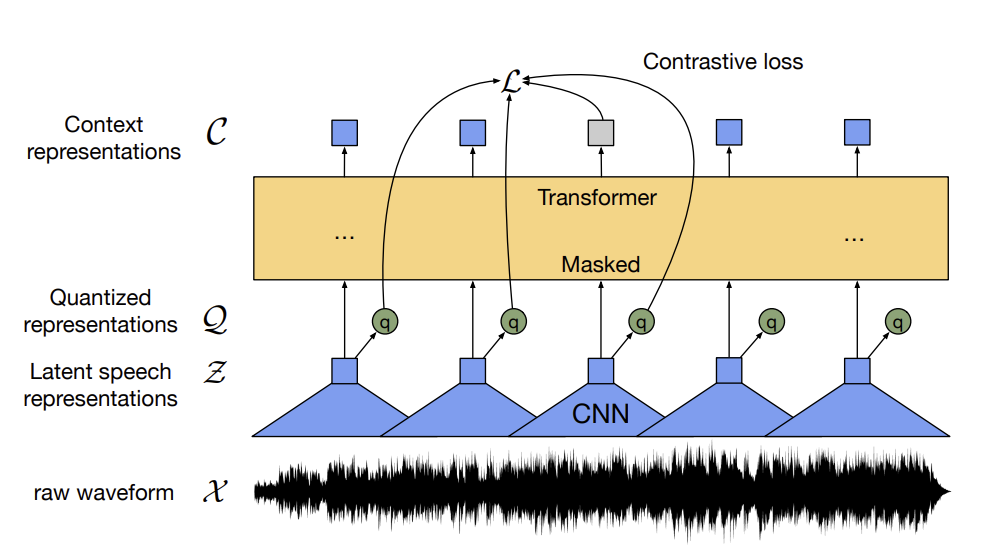 Contrastive loss
ℒ
Context
representations
𝒞
Transformer
...
...
Masked
Quantized
representations
𝒬
q
q
q
q
q
Latent speech
representations
𝒵
CNN
raw waveform
𝒳